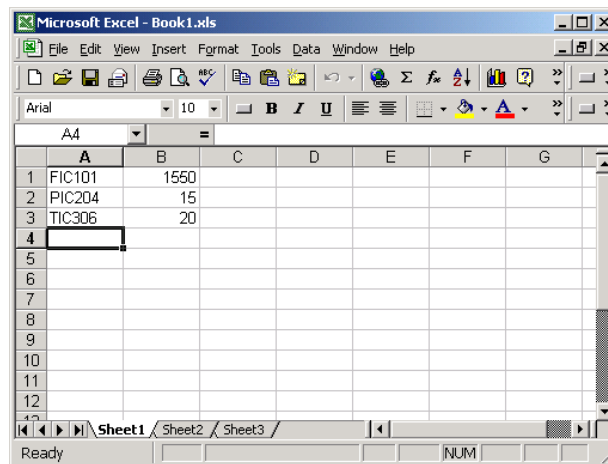 Microsoft Excel - Book1.xls
File Edit View Insert Format Tools Data Window Help
Arial 10 B I U A
A4 =
A B C D E F G
1 FIC101 1550
2 PIC204 15
3 TIC306 20
4
5
6
7
8
9
10
11
12
Sheet1 Sheet2 Sheet3
Ready NUM